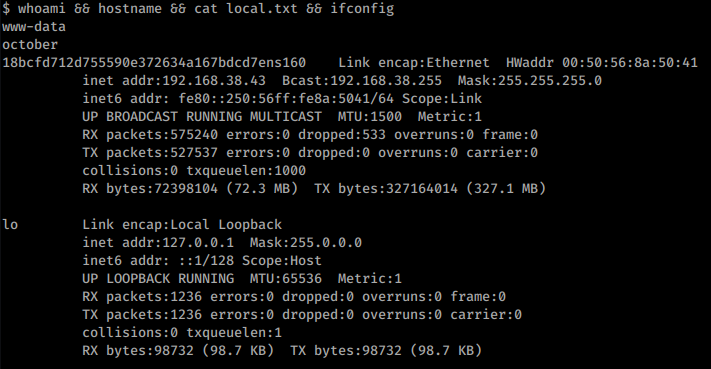 $ whoami && hostname && cat local.txt && ifconfig
www-data
october
18bcfd712d755590e372634a167bdcd7ens160    Link encap:Ethernet  HWaddr 00:50:56:8a:50:41
          inet addr:192.168.38.43  Bcast:192.168.38.255  Mask:255.255.255.0
          inet6 addr: fe80::250:56ff:fe8a:5041/64 Scope:Link
          UP BROADCAST RUNNING MULTICAST  MTU:1500  Metric:1
          RX packets:575240 errors:0 dropped:533 overruns:0 frame:0
          TX packets:527537 errors:0 dropped:0 overruns:0 carrier:0
          collisions:0 txqueuelen:1000
          RX bytes:72398104 (72.3 MB)  TX bytes:327164014 (327.1 MB)

lo        Link encap:Local Loopback
          inet addr:127.0.0.1  Mask:255.0.0.0
          inet6 addr: ::1/128 Scope:Host
          UP LOOPBACK RUNNING  MTU:65536  Metric:1
          RX packets:1236 errors:0 dropped:0 overruns:0 frame:0
          TX packets:1236 errors:0 dropped:0 overruns:0 carrier:0
          collisions:0 txqueuelen:1
          RX bytes:98732 (98.7 KB)  TX bytes:98732 (98.7 KB)